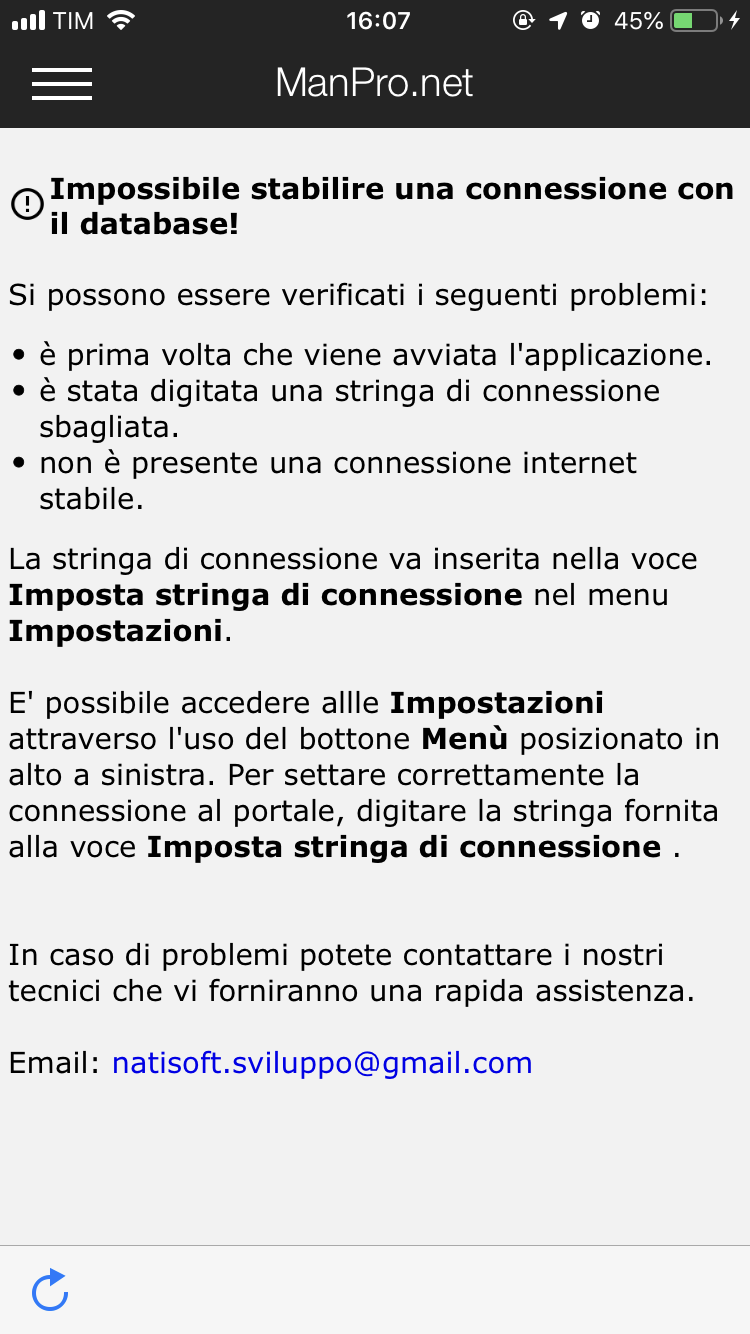 TIM 16:07 45%
ManPro.net
Impossibile stabilire una connessione con
il database!
Si possono essere verificati i seguenti problemi:
• è prima volta che viene avviata l'applicazione.
• è stata digitata una stringa di connessione
sbagliata.
• non è presente una connessione internet
stabile.
La stringa di connessione va inserita nella voce
Imposta stringa di connessione nel menu
Impostazioni.
E' possibile accedere allle Impostazioni
attraverso l'uso del bottone Menù posizionato in
alto a sinistra. Per settare correttamente la
connessione al portale, digitare la stringa fornita
alla voce Imposta stringa di connessione .
In caso di problemi potete contattare i nostri
tecnici che vi forniranno una rapida assistenza.
Email: natisoft.sviluppo@gmail.com